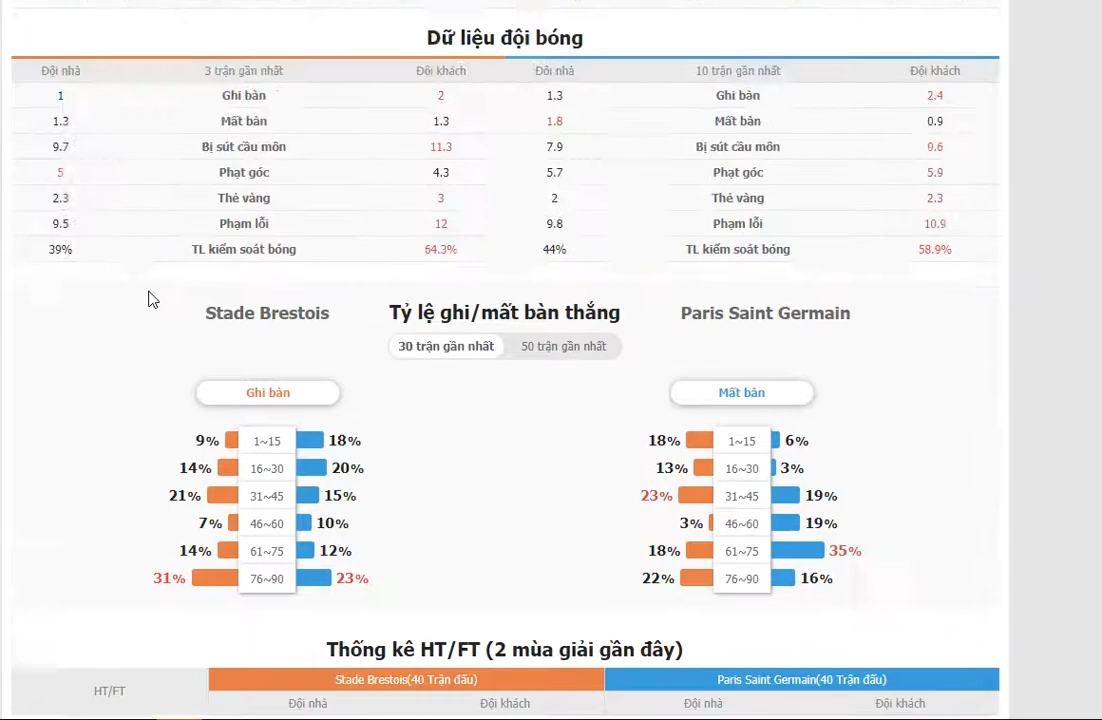 Dữ liệu đội bóng
Đội nhà 3 trận gần nhất Đội khách Đội nhà 10 trận gần nhất Đội khách
1 Ghi bàn 2 1.3 Ghi bàn 2.4
1.3 Mất bàn 1.3 1.8 Mất bàn 0.9
9.7 Bị sút cầu môn 11.3 7.9 Bị sút cầu môn 9.6
5 Phạt góc 4.3 5.7 Phạt góc 5.9
2.3 Thẻ vàng 3 2 Thẻ vàng 2.3
9.5 Phạm lỗi 12 9.8 Phạm lỗi 10.9
39% TL kiếm soát bóng 64.3% 44% TL kiếm soát bóng 58.9%
Stade Brestois Tỷ lệ ghi/mất bàn thắng Paris Saint Germain
30 trận gần nhất 50 trận gần nhất
Ghi bàn Mất bàn
9% 1~15 18% 18% 1~15 6%
14% 16~30 20% 13% 16~30 3%
21% 31~45 15% 23% 31~45 19%
7% 46~60 10% 3% 46~60 19%
14% 61~75 12% 18% 61~75 35%
31% 76~90 23% 22% 76~90 16%
Thống kê HT/FT (2 mùa giải gần đây)
HT/FT Stade Brestois(40 Trận đấu) Paris Saint Germain(40 Trận đấu)
Đội nhà Đội khách Đội nhà Đội khách